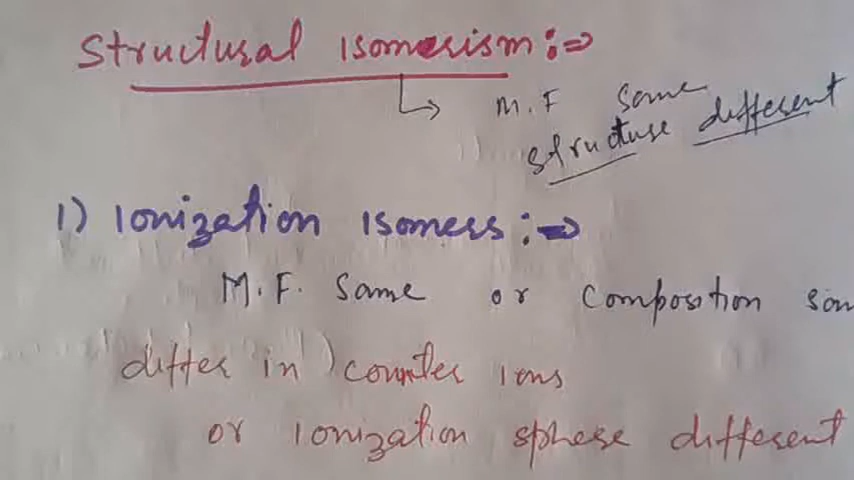 Structural isomerism :⇒
↳ M.F same
structure different
1) Ionization isomers :⇒
M.F. same or composition sam
differ in counter ions
or Ionization sphere different